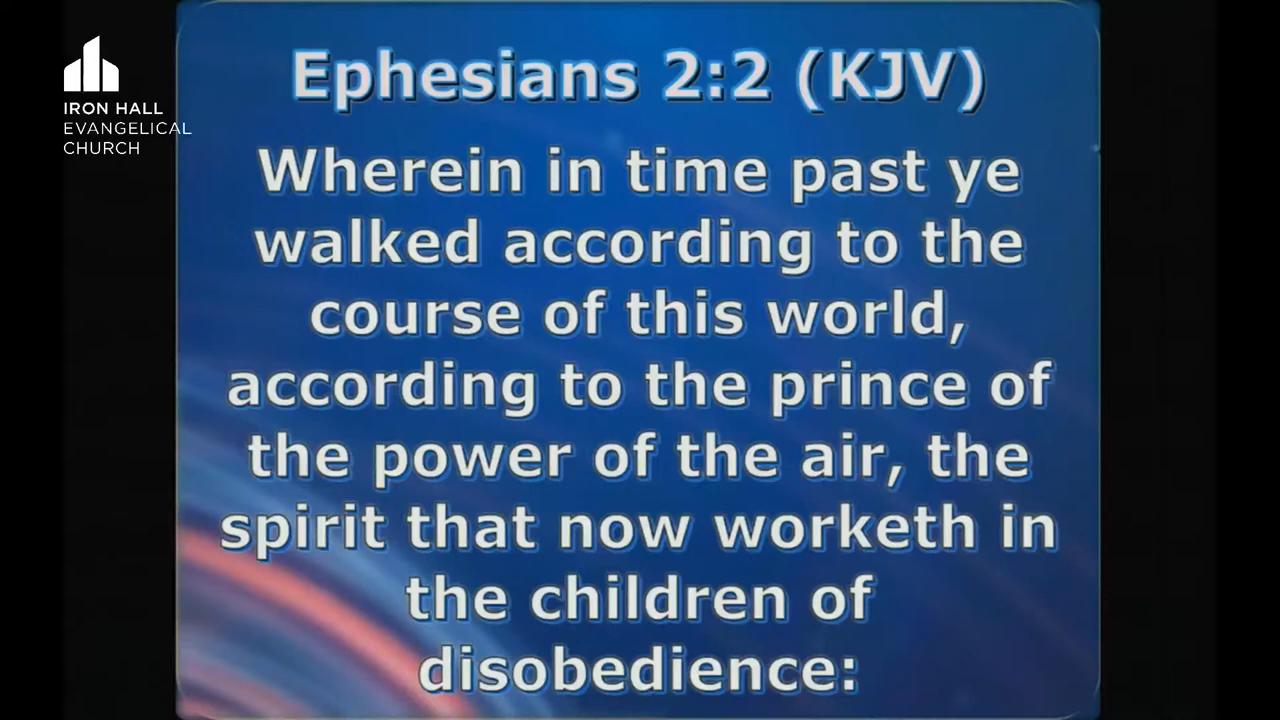 IRON HALL
EVANGELICAL
CHURCH
Ephesians 2:2 (KJV)
Wherein in time past ye
walked according to the
course of this world,
according to the prince of
the power of the air, the
spirit that now worketh in
the children of
disobedience: